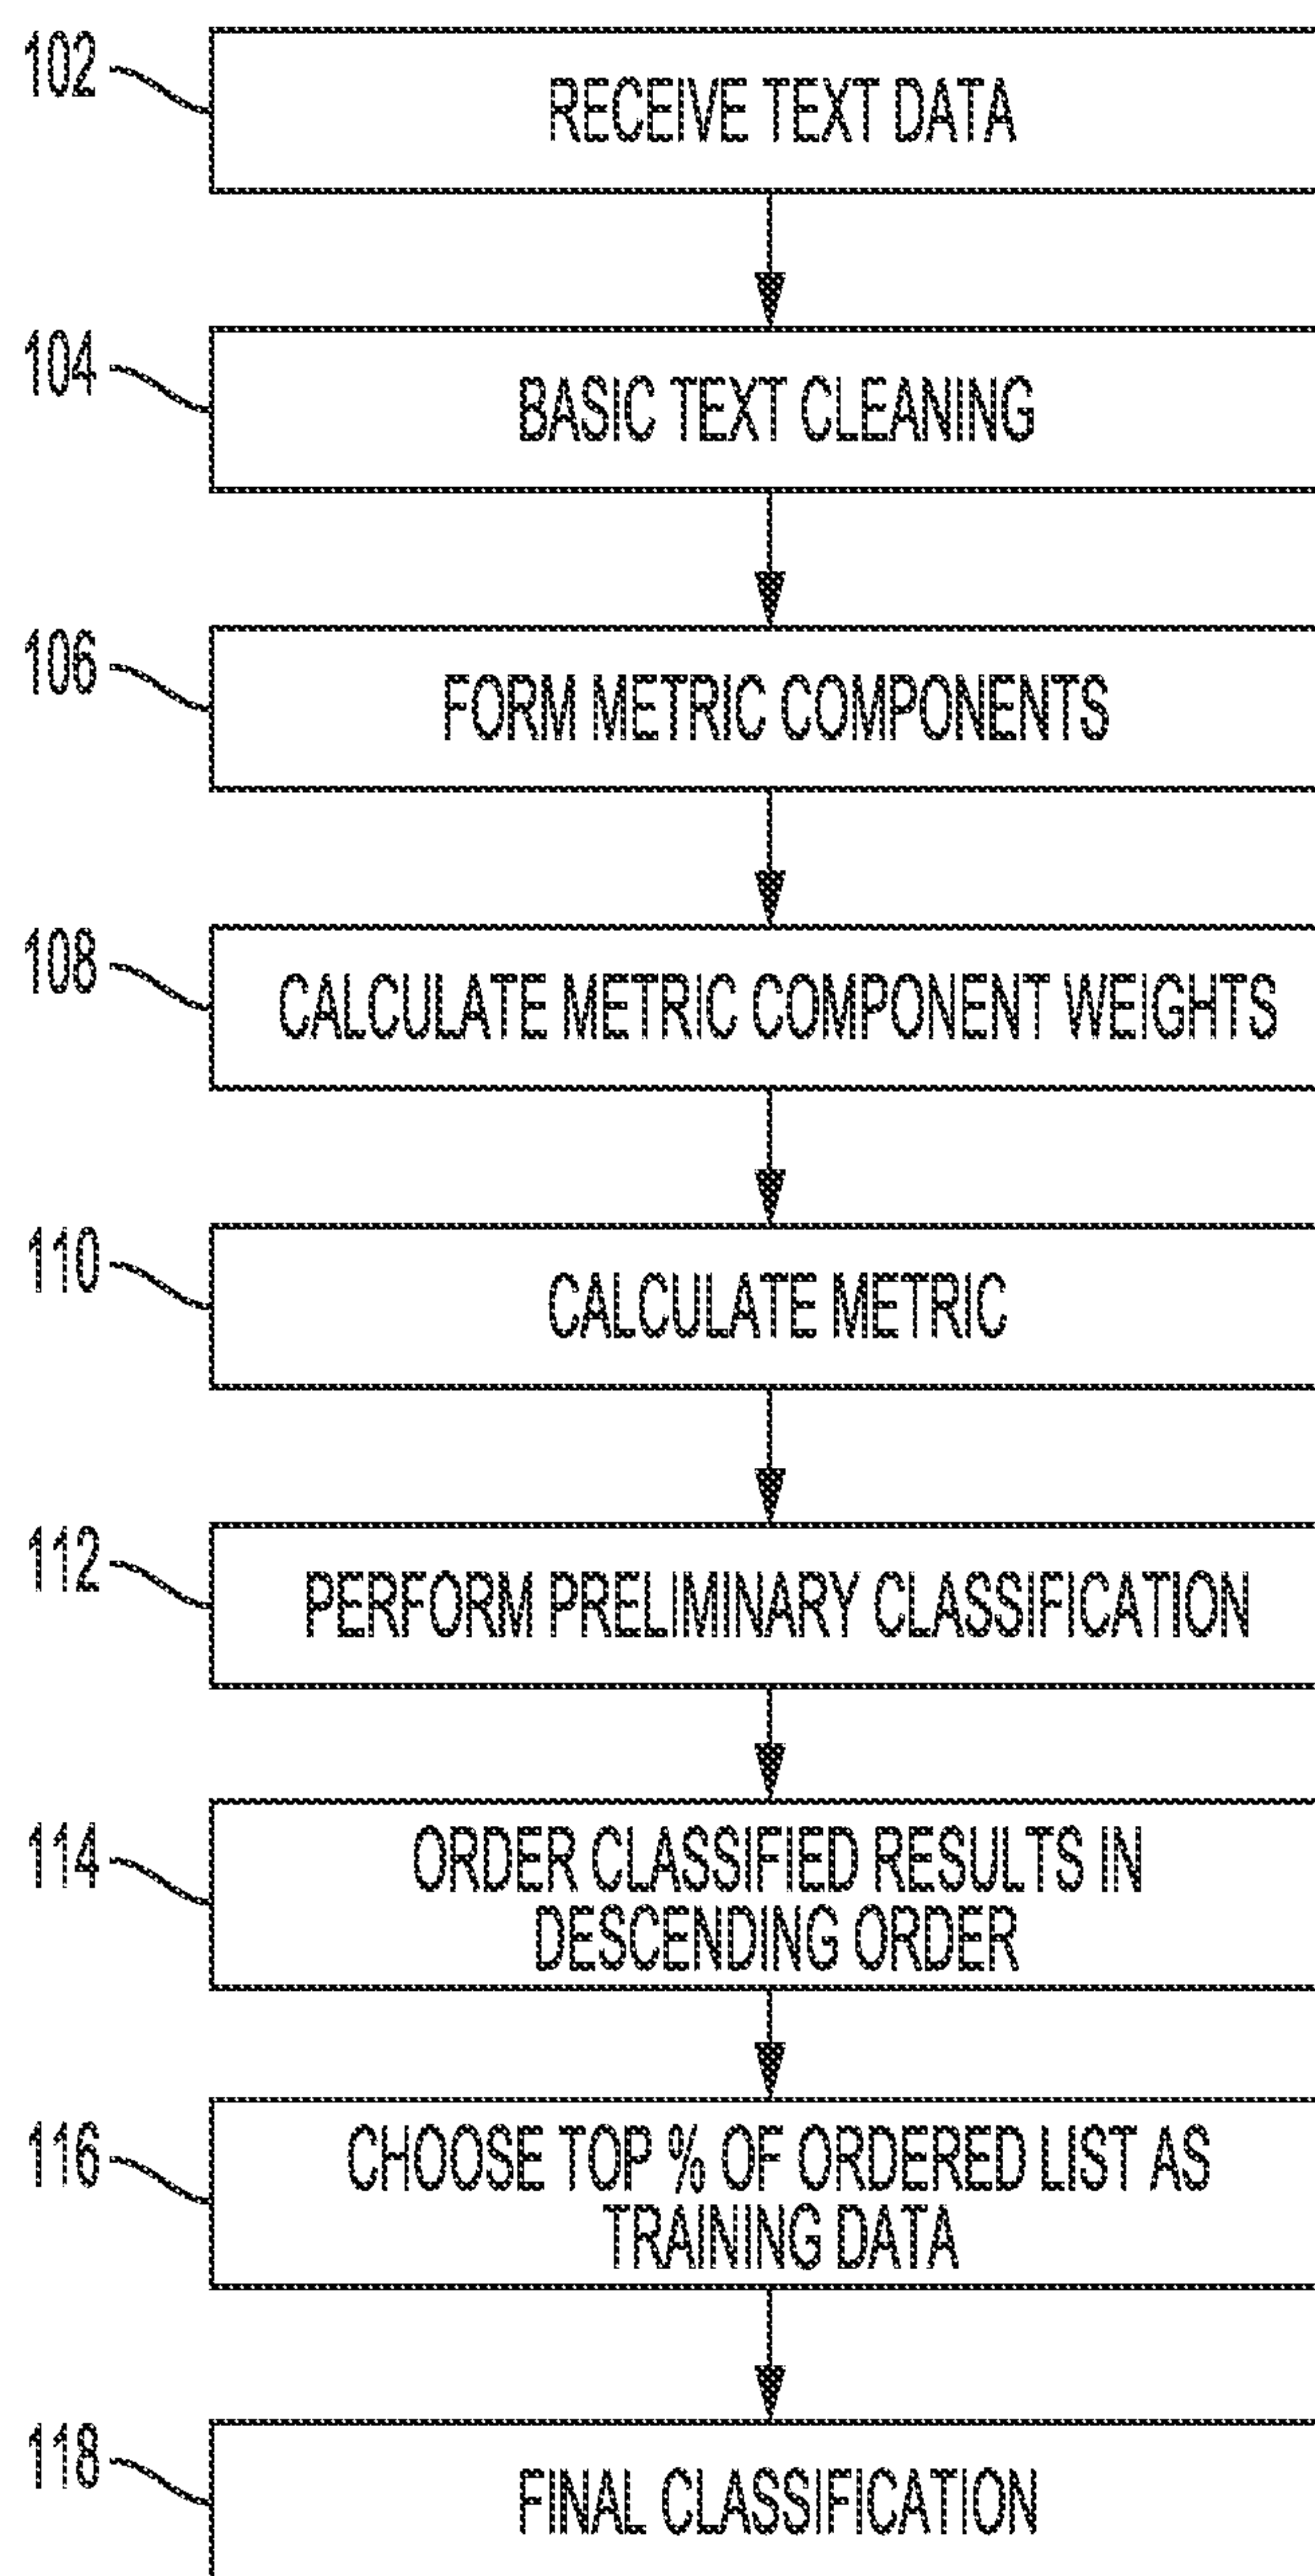 102
RECEIVE TEXT DATA
104
BASIC TEXT CLEANING
106
FORM METRIC COMPONENTS
108
CALCULATE METRIC COMPONENT WEIGHTS
110
CALCULATE METRIC
112
PERFORM PRELIMINARY CLASSIFICATION
114
ORDER CLASSIFIED RESULTS IN
DESCENDING ORDER
116
CHOOSE TOP % OF ORDERED LIST AS
TRAINING DATA
118
FINAL CLASSIFICATION